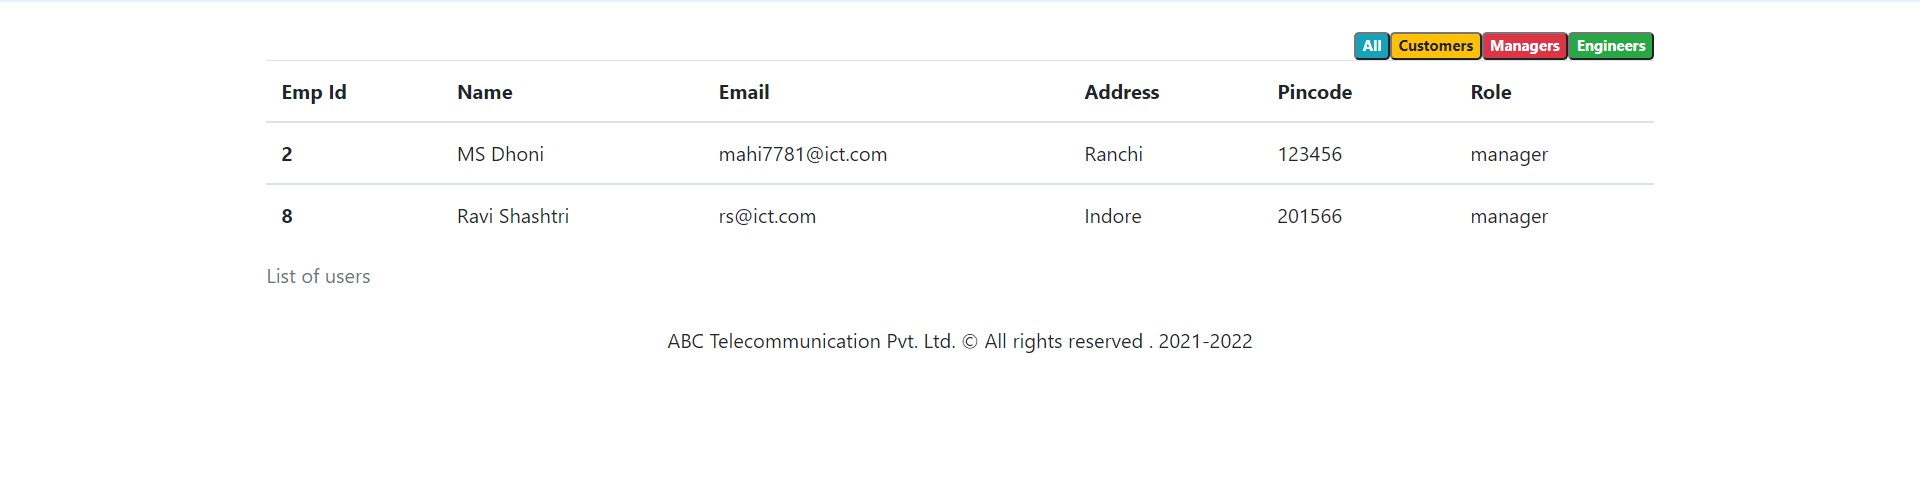 All Customers Managers Engineers
Emp Id Name Email Address Pincode Role
2 MS Dhoni mahi7781@ict.com Ranchi 123456 manager
8 Ravi Shashtri rs@ict.com Indore 201566 manager
List of users
ABC Telecommunication Pvt. Ltd. © All rights reserved . 2021-2022